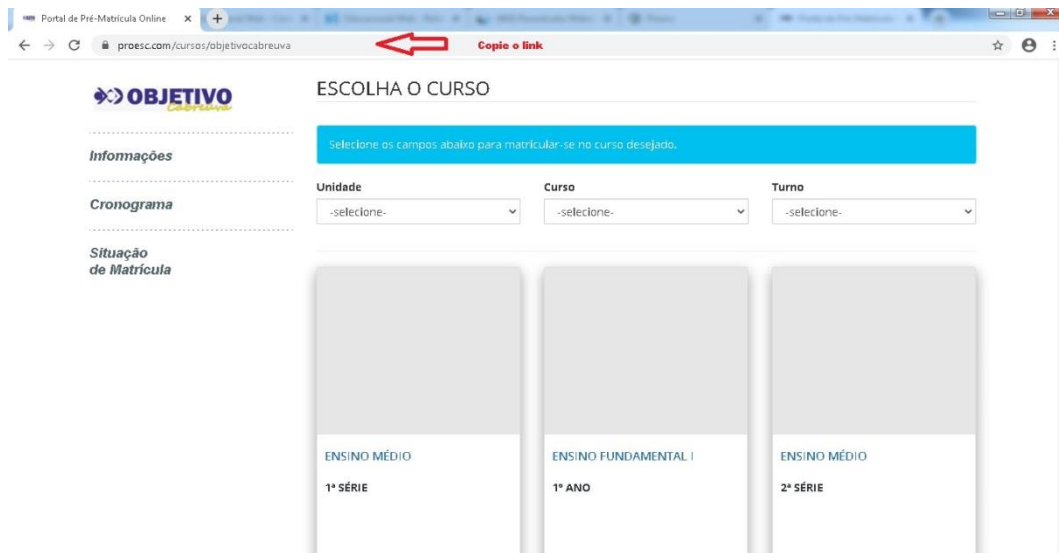 Portal de Pré-Matrícula Online
proesc.com/cursos/objetivocabreuva
Copie o link
OBJETIVO
Cabreúva
ESCOLHA O CURSO
Selecione os campos abaixo para matrícular-se no curso desejado.
Informações
Cronograma
Situação
de Matrícula
Unidade Curso Turno
-selecione- -selecione- -selecione-
ENSINO MÉDIO ENSINO FUNDAMENTAL I ENSINO MÉDIO
1ª SÉRIE 1º ANO 2ª SÉRIE